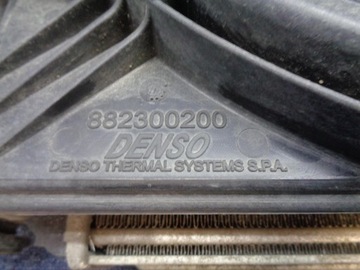 882300200
DENSO
DENSO THERMAL SYSTEMS S.P.A.